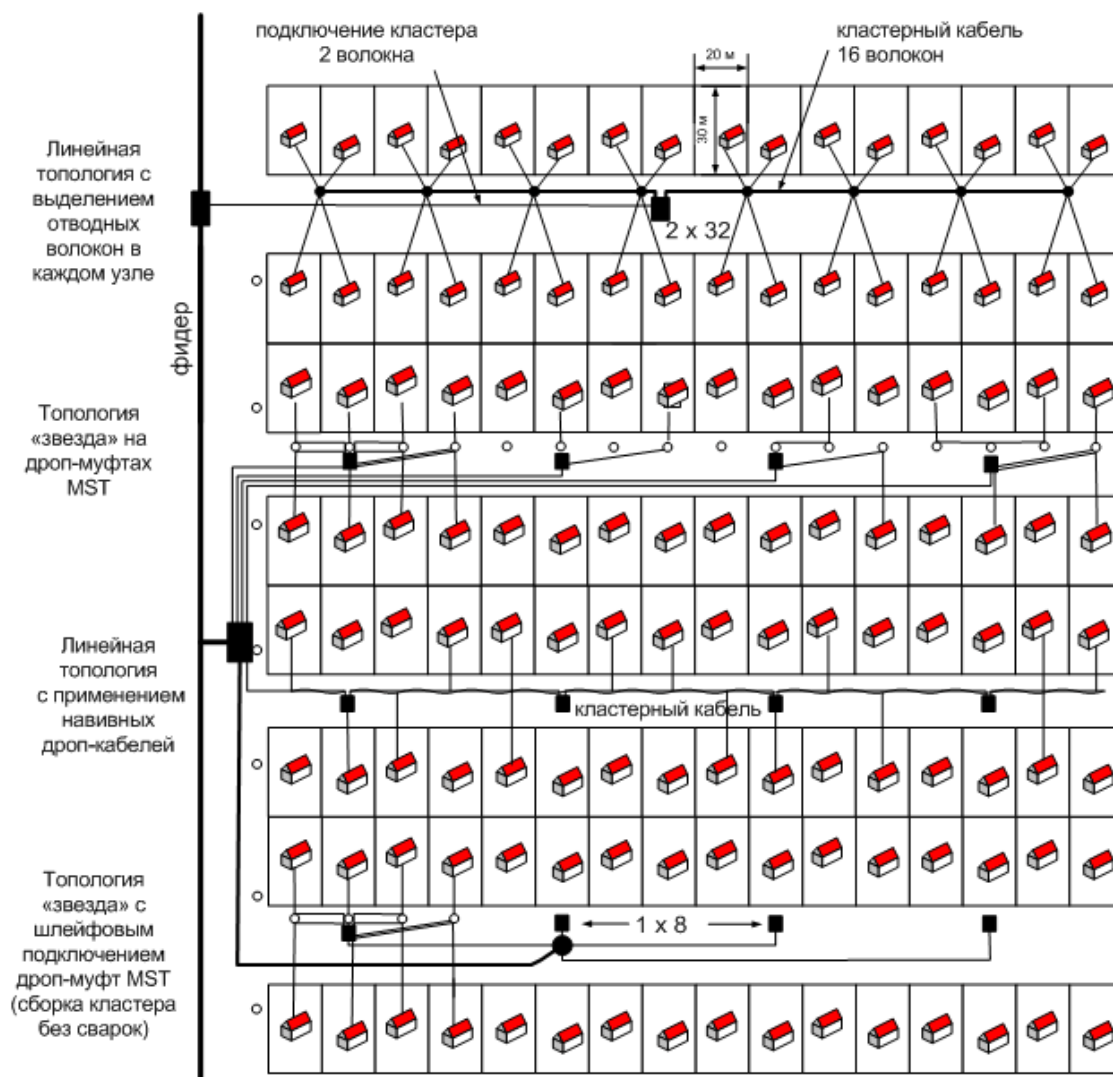 подключение кластера
2 волокна
кластерный кабель
16 волокон
20 м
30 м
Линейная
топология с
выделением
отводных
волокон в
каждом узле
2 x 32
фидер
Топология
«звезда» на
дроп-муфтах
MST
Линейная
топология
с применением
навивных
дроп-кабелей
кластерный кабель
Топология
«звезда» с
шлейфовым
подключением
дроп-муфт MST
(сборка кластера
без сварок)
1 x 8